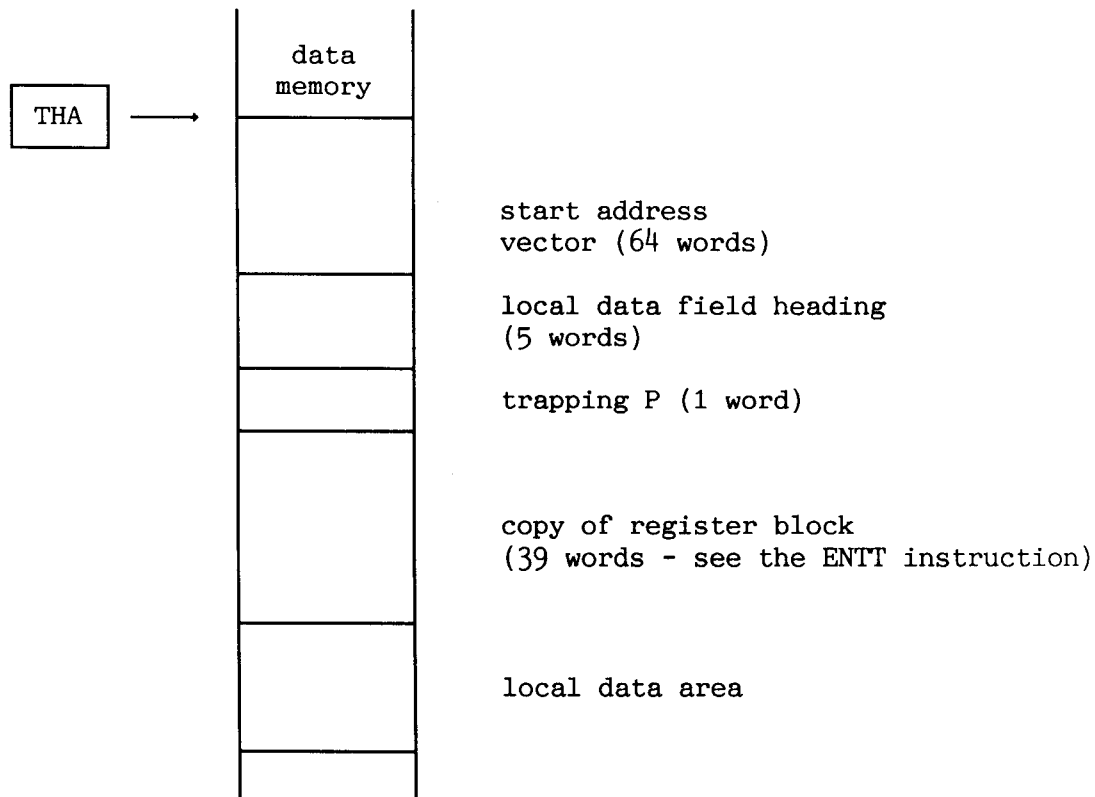 data
memory
THA
start address
vector (64 words)
local data field heading
(5 words)
trapping P (1 word)
copy of register block
(39 words - see the ENTT instruction)
local data area